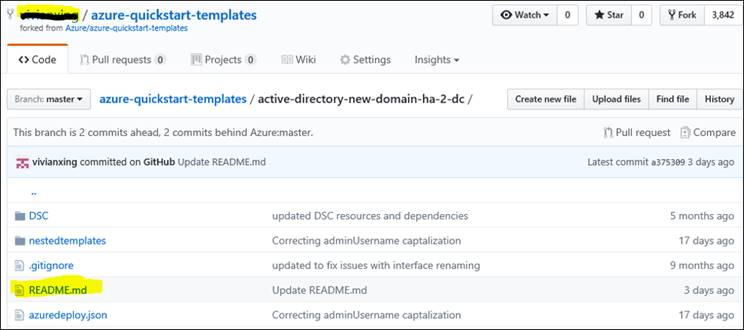 / azure-quickstart-templates
Watch 0 Star 0 Fork 3,842
forked from Azure/azure-quickstart-templates
<> Code Pull requests 0 Projects 0 Wiki Settings Insights
Branch: master azure-quickstart-templates / active-directory-new-domain-ha-2-dc / Create new file Upload files Find file History
This branch is 2 commits ahead, 2 commits behind Azure:master. Pull request Compare
vivianxing committed on GitHub Update README.md Latest commit a375309 3 days ago
..
DSC updated DSC resources and dependencies 5 months ago
nestedtemplates Correcting adminUsername captalization 17 days ago
.gitignore updated to fix issues with interface renaming 9 months ago
README.md Update README.md 3 days ago
azuredeploy.json Correcting adminUsername captalization 17 days ago